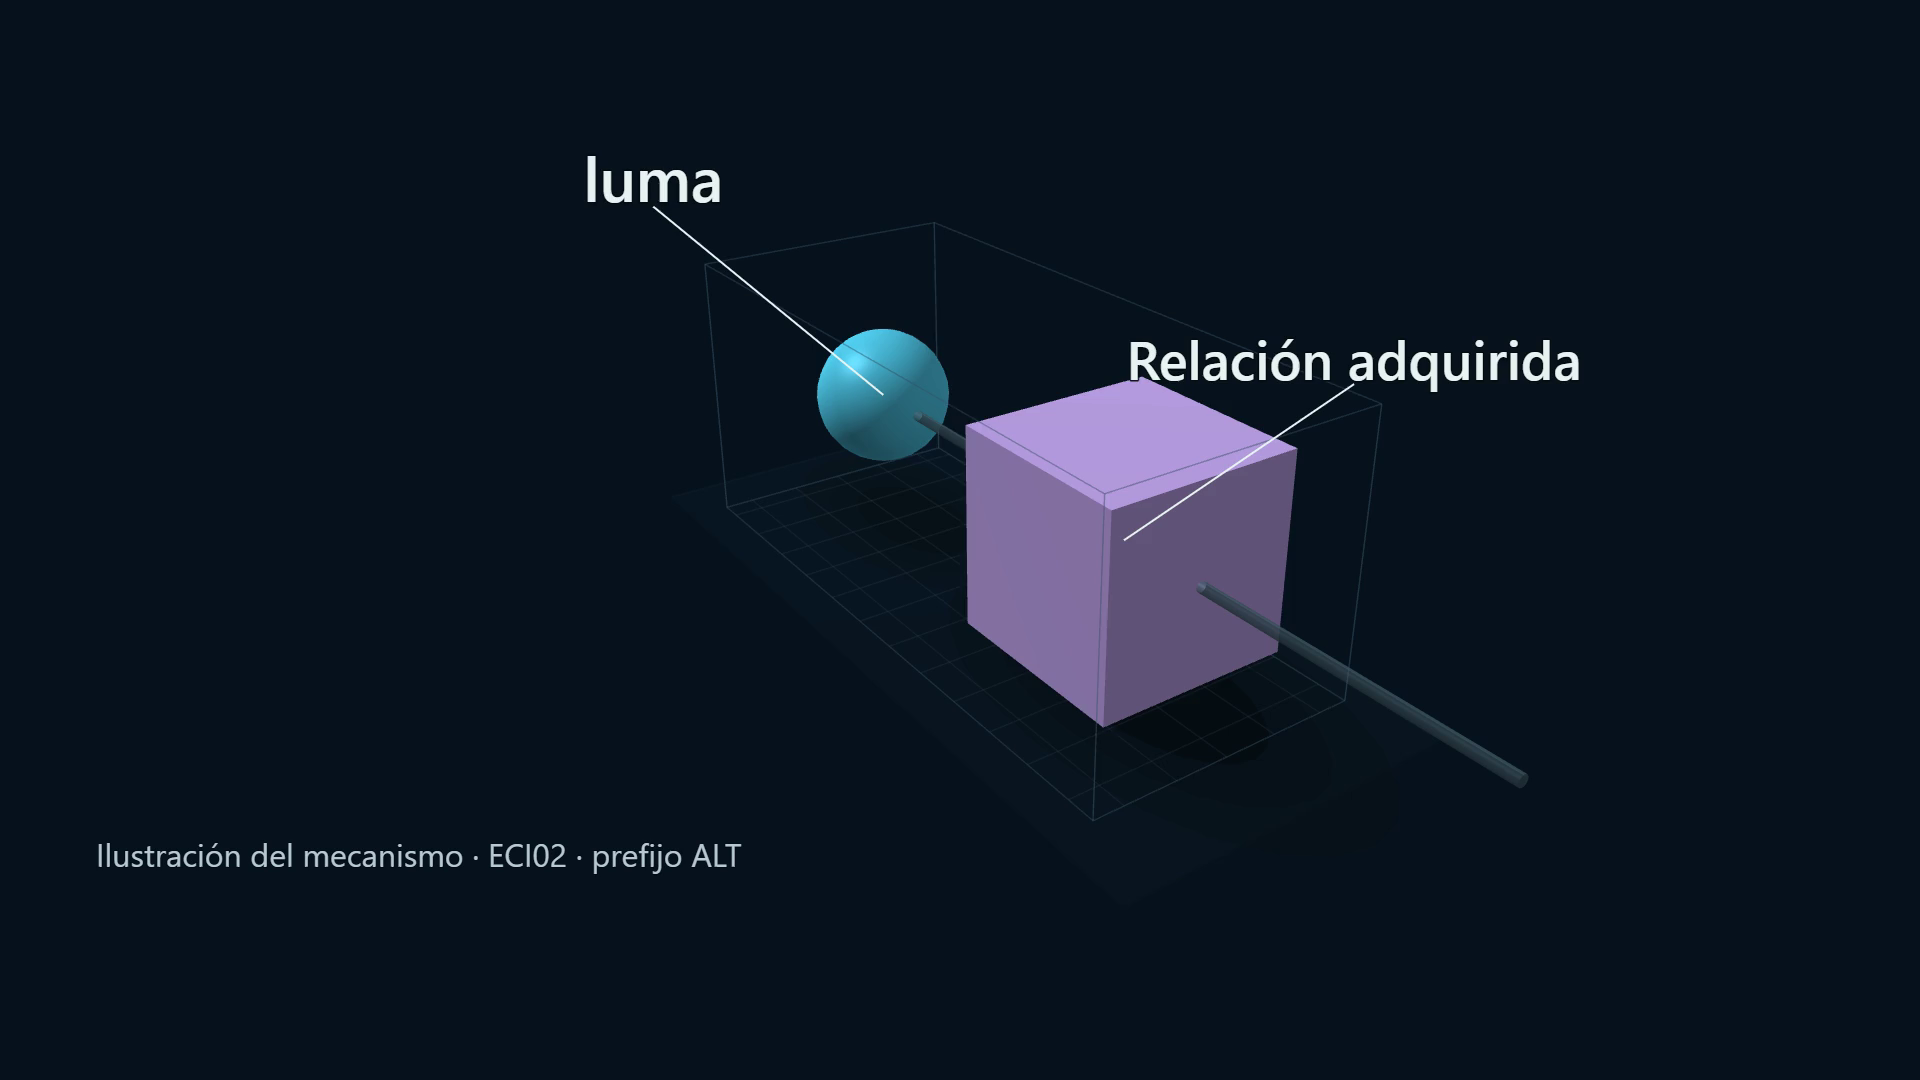 luma
Relación adquirida
Ilustración del mecanismo · ECI02 · prefijo ALT